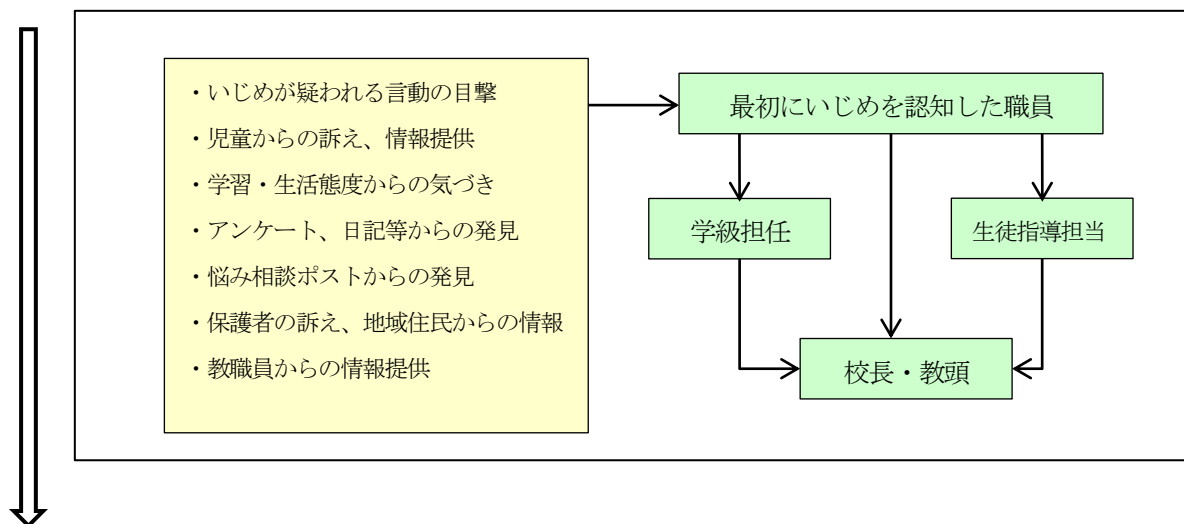 ・いじめが疑われる言動の目撃
・児童からの訴え、情報提供
・学習・生活態度からの気づき
・アンケート、日記等からの発見
・悩み相談ポストからの発見
・保護者の訴え、地域住民からの情報
・教職員からの情報提供
最初にいじめを認知した職員
学級担任
生徒指導担当
校長・教頭